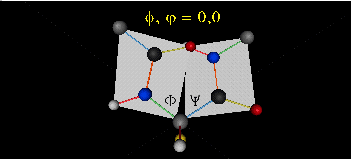 ϕ, φ = 0,0
Φ Ψ